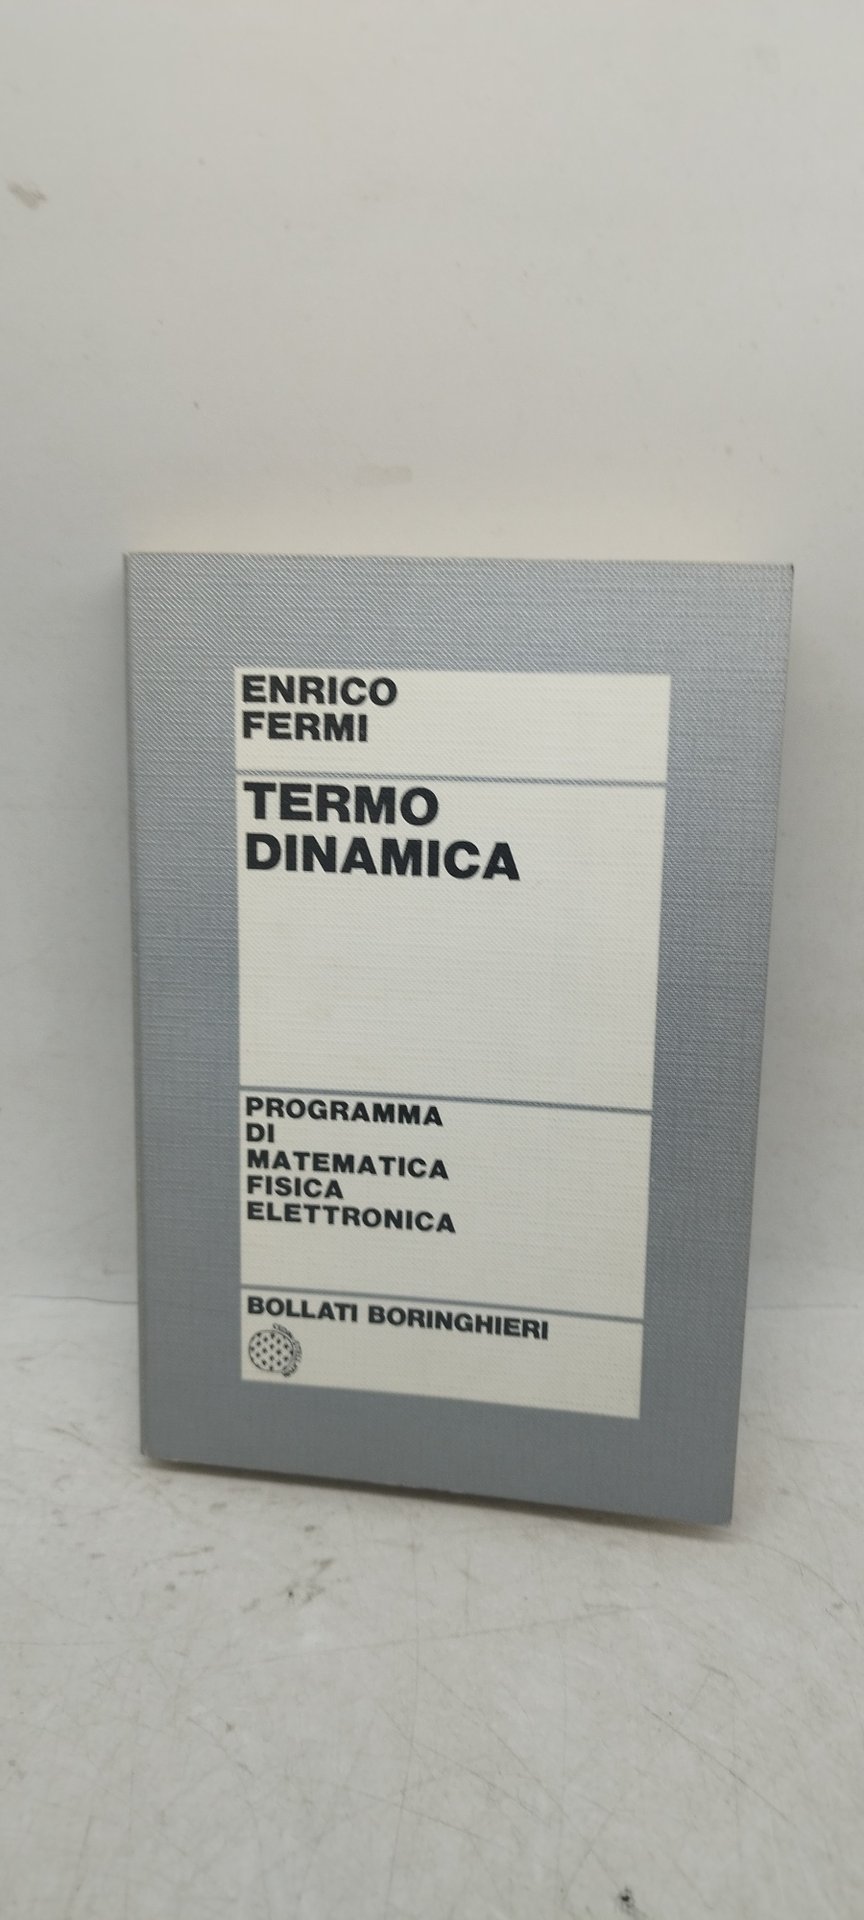 ENRICO
FERMI
TERMO
DINAMICA
PROGRAMMA
DI
MATEMATICA
FISICA
ELETTRONICA
BOLLATI BORINGHIERI